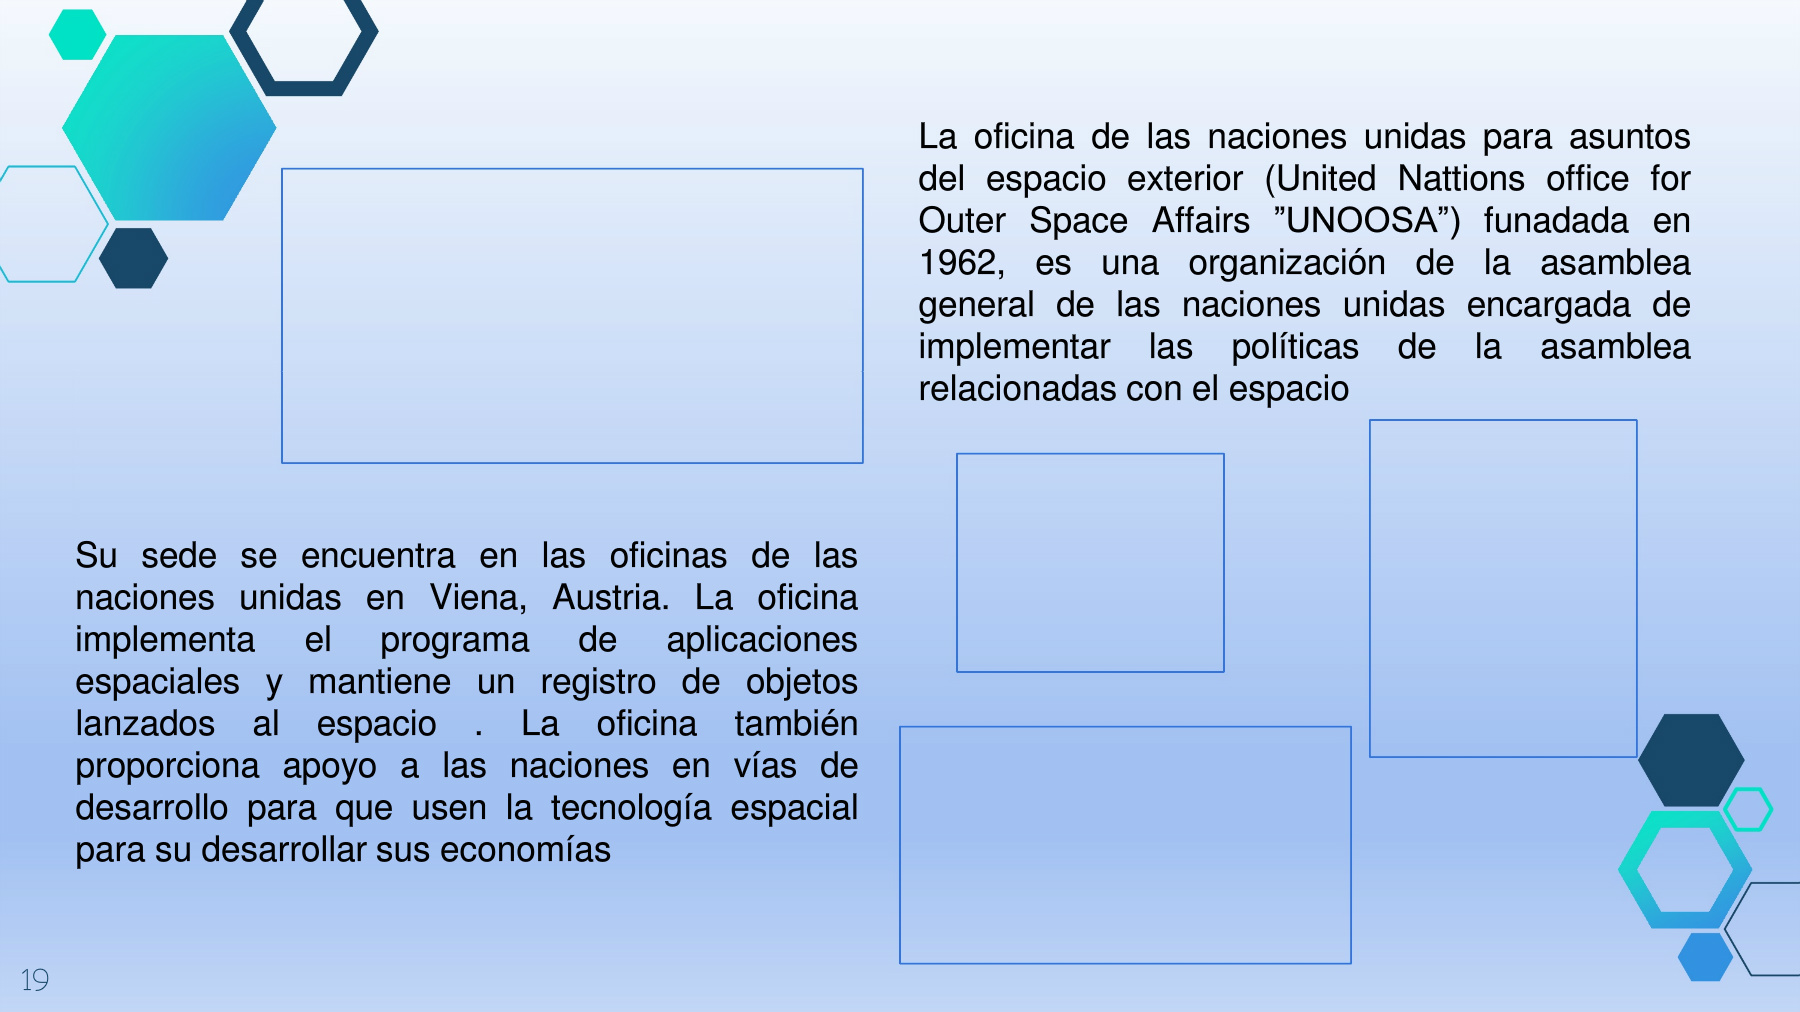 La oficina de las naciones unidas para asuntos
del espacio exterior (United Nattions office for
Outer Space Affairs ”UNOOSA”) funadada en
1962, es una organización de la asamblea
general de las naciones unidas encargada de
implementar las políticas de la asamblea
relacionadas con el espacio
Su sede se encuentra en las oficinas de las
naciones unidas en Viena, Austria. La oficina
implementa el programa de aplicaciones
espaciales y mantiene un registro de objetos
lanzados al espacio . La oficina también
proporciona apoyo a las naciones en vías de
desarrollo para que usen la tecnología espacial
para su desarrollar sus economías
19